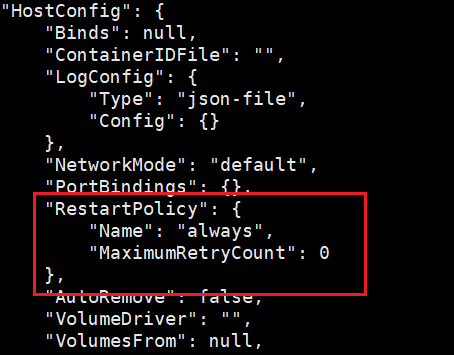 "HostConfig": {
"Binds": null,
"ContainerIDFile": "",
"LogConfig": {
"Type": "json-file",
"Config": {}
},
"NetworkMode": "default",
"PortBindings": {},
"RestartPolicy": {
"Name": "always",
"MaximumRetryCount": 0
},
"AutoRemove": false,
"VolumeDriver": "",
"VolumesFrom": null,